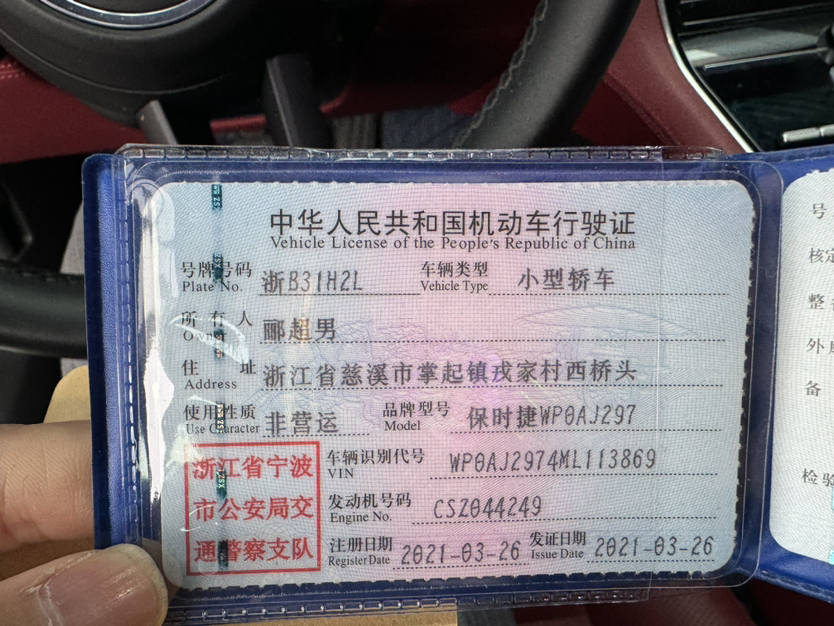 中华人民共和国机动车行驶证
Vehicle License of the People's Republic of China
号牌号码 浙B31H2L 车辆类型 小型轿车
Plate No. Vehicle Type
所有人 郦超男
Owner
住址 浙江省慈溪市掌起镇戎家村西桥头
Address
使用性质 非营运 品牌型号 保时捷WP0AJ297
Use Character Model
浙江省宁波
市公安局交
通警察支队
车辆识别代号 WP0AJ2974ML113869
VIN
发动机号码 CSZ044249
Engine No.
注册日期 2021-03-26 发证日期 2021-03-26
Register Date Issue Date
号
核定
整
外廓
备
检验